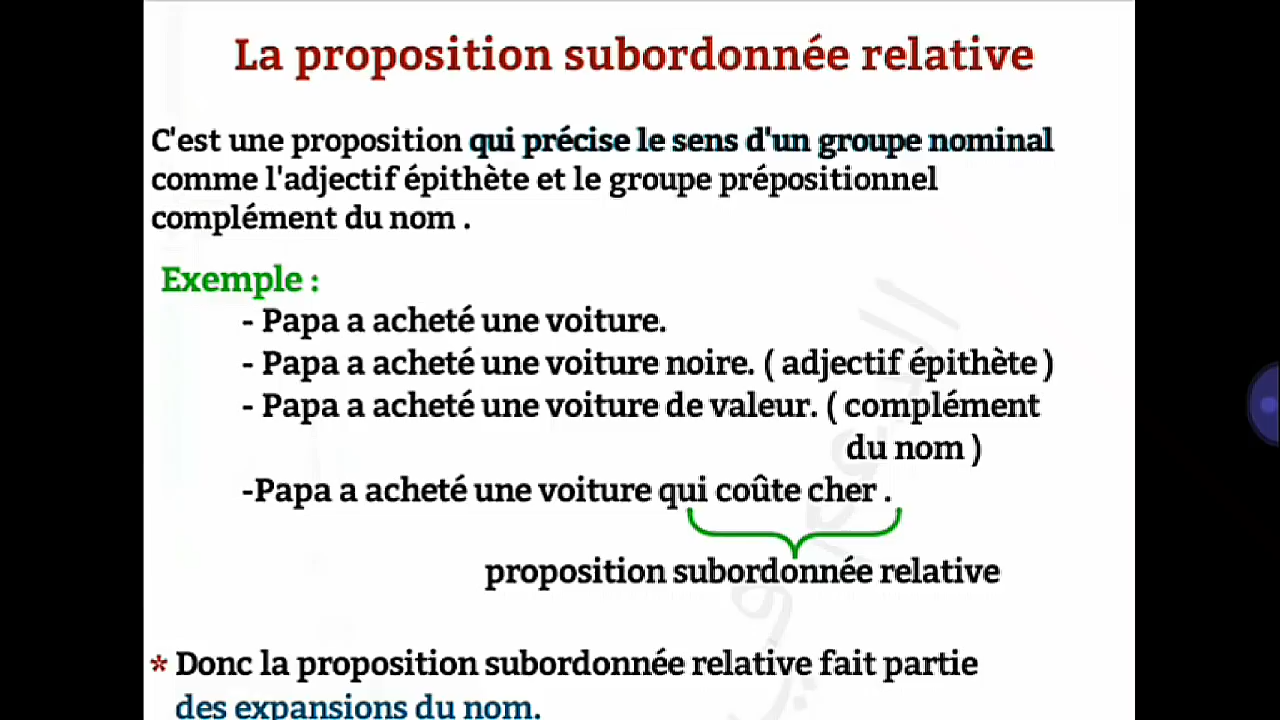 La proposition subordonnée relative
C'est une proposition qui précise le sens d'un groupe nominal
comme l'adjectif épithète et le groupe prépositionnel
complément du nom .
Exemple :
- Papa a acheté une voiture.
- Papa a acheté une voiture noire. ( adjectif épithète )
- Papa a acheté une voiture de valeur. ( complément
du nom )
-Papa a acheté une voiture qui coûte cher .
proposition subordonnée relative
* Donc la proposition subordonnée relative fait partie
des expansions du nom.